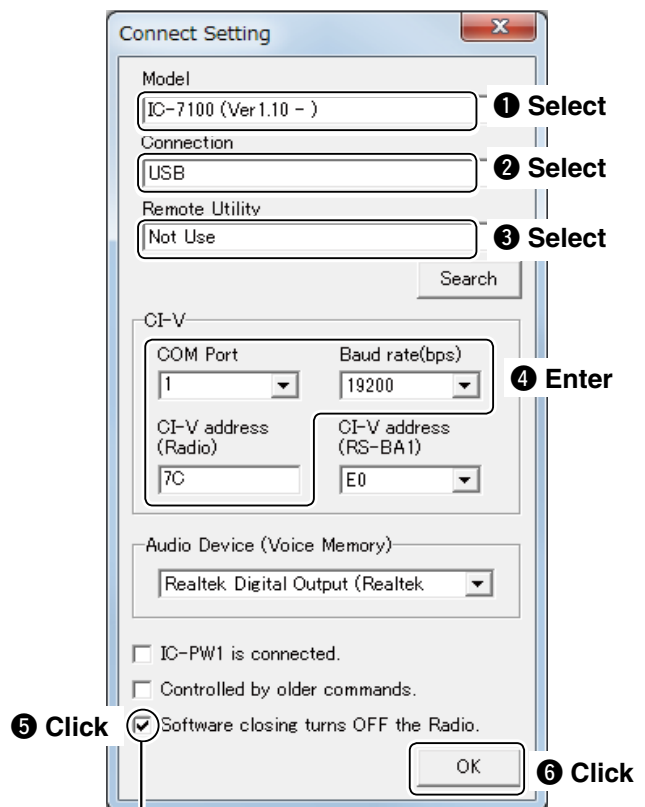 Connect Setting
x
Model
IC-7100 (Ver1.10 - )
❶ Select
Connection
USB
❷ Select
Remote Utility
Not Use
❸ Select
Search
CI-V
COM Port
Baud rate(bps)
1
19200
❹ Enter
CI-V address
(Radio)
CI-V address
(RS-BA1)
7C
E0
Audio Device (Voice Memory)
Realtek Digital Output (Realtek
IC-PW1 is connected.
Controlled by older commands.
❺ Click
Software closing turns OFF the Radio.
OK
❻ Click